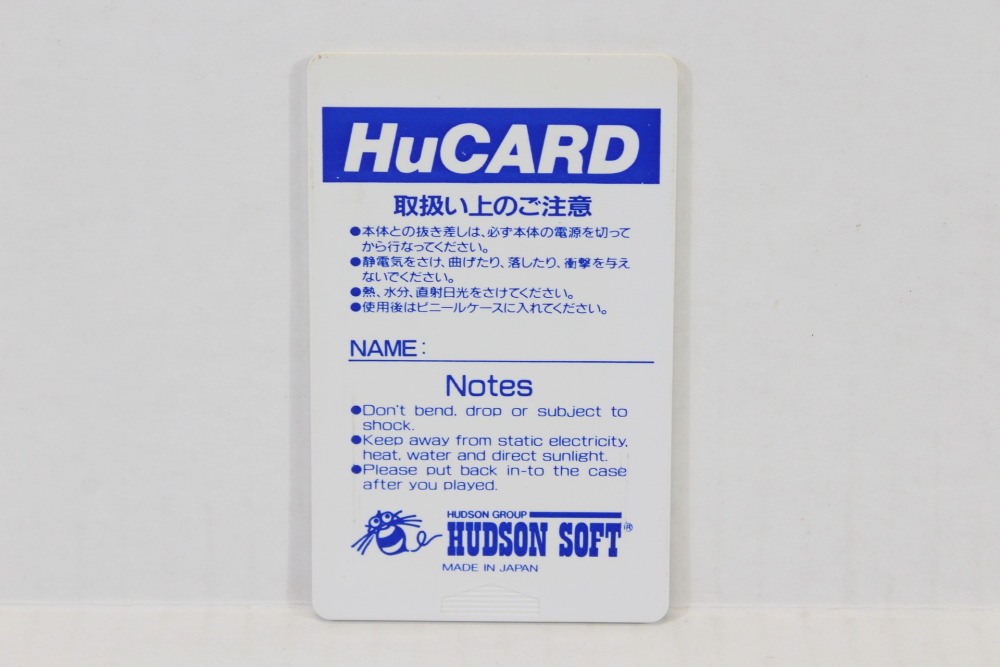 HuCARD
取扱い上のご注意
●本体との抜き差しは、必ず本体の電源を切って
から行なってください。
●静電気をさけ、曲げたり、落したり、衝撃を与え
ないでください。
●熱、水分、直射日光をさけてください。
●使用後はビニールケースに入れてください。
NAME:
Notes
●Don't bend, drop or subject to
shock.
●Keep away from static electricity,
heat, water and direct sunlight.
●Please put back in-to the case
after you played.
HUDSON GROUP
HUDSON SOFT®
MADE IN JAPAN